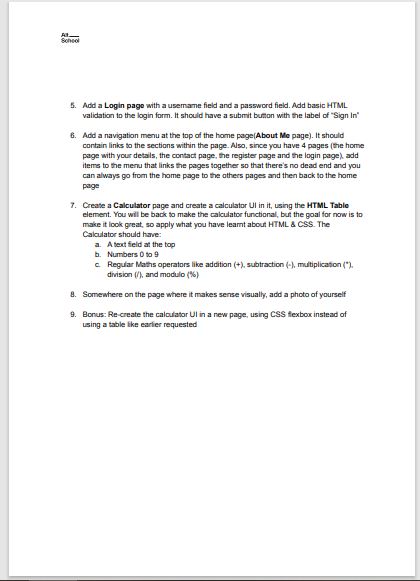 Alt___
School
5. Add a Login page with a username field and a password field. Add basic HTML
validation to the login form. It should have a submit button with the label of "Sign In"
6. Add a navigation menu at the top of the home page(About Me page). It should
contain links to the sections within the page. Also, since you have 4 pages (the home
page with your details, the contact page, the register page and the login page), add
items to the menu that links the pages together so that there's no dead end and you
can always go from the home page to the others pages and then back to the home
page
7. Create a Calculator page and create a calculator UI in it, using the HTML Table
element. You will be back to make the calculator functional, but the goal for now is to
make it look great, so apply what you have learnt about HTML & CSS. The
Calculator should have:
a. A text field at the top
b. Numbers 0 to 9
c. Regular Maths operators like addition (+), subtraction (-), multiplication (*),
division (/), and modulo (%)
8. Somewhere on the page where it makes sense visually, add a photo of yourself
9. Bonus: Re-create the calculator UI in a new page, using CSS flexbox instead of
using a table like earlier requested